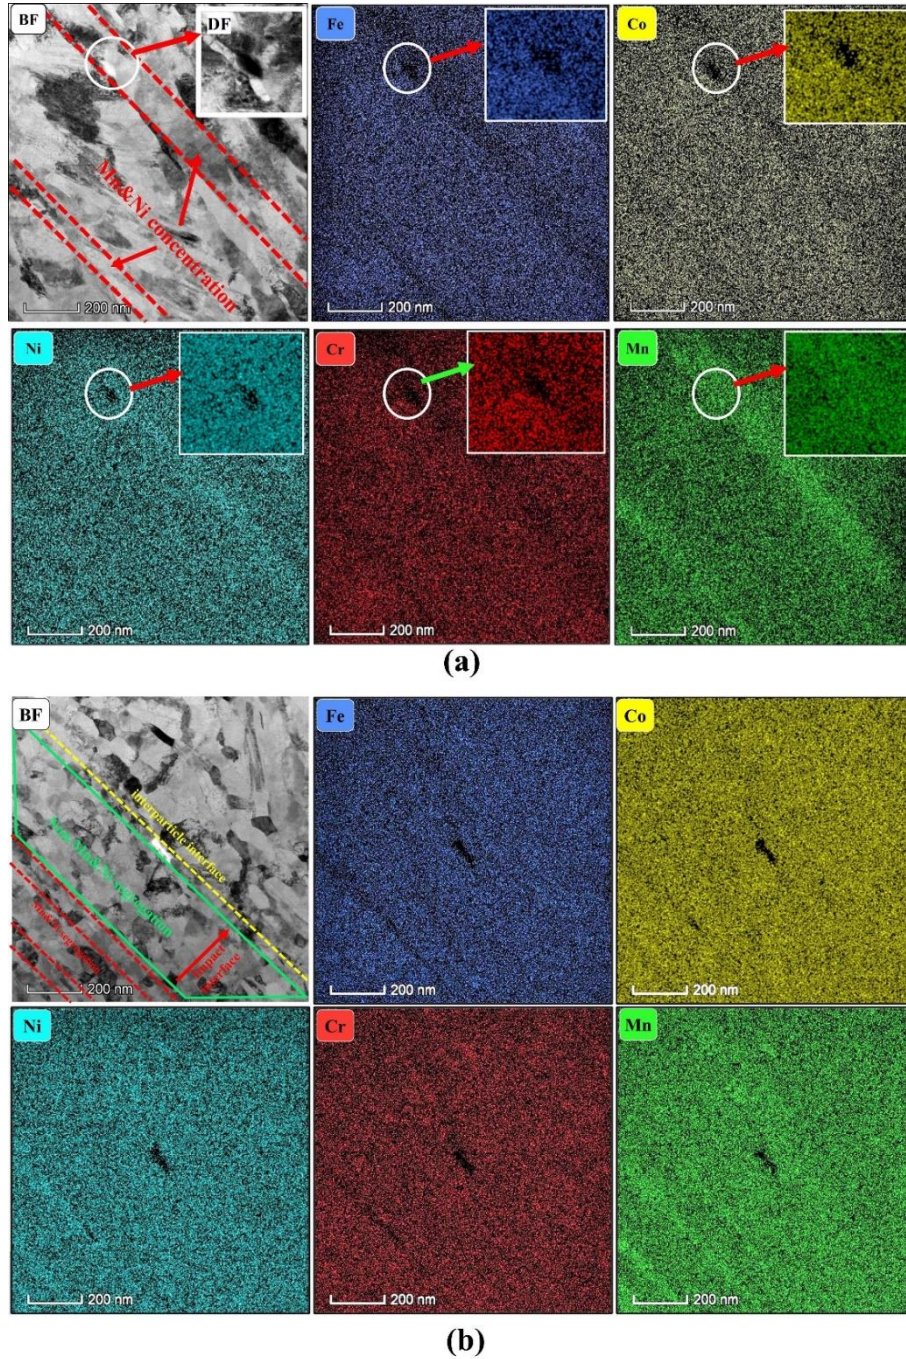 BF
DF
Fe
Co
Mn&Ni concentration
200 nm
200 nm
200 nm
Ni
Cr
Mn
200 nm
200 nm
200 nm
(a)
BF
Fe
Co
interparticle interface
impact
interface
200 nm
200 nm
200 nm
Ni
Cr
Mn
200 nm
200 nm
200 nm
(b)